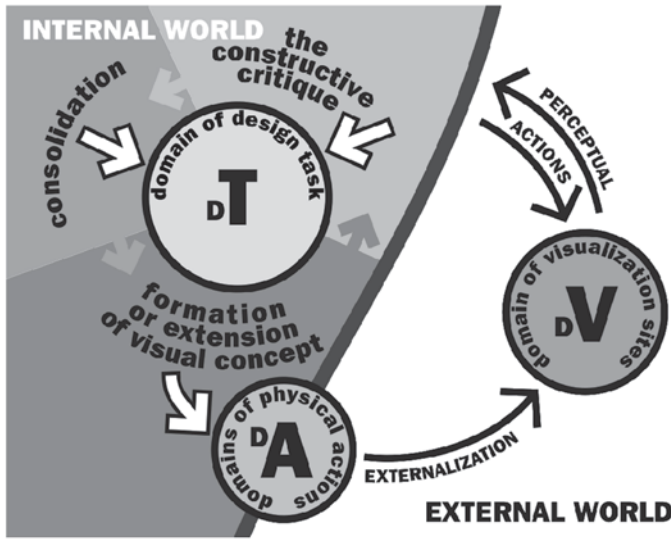 INTERNAL WORLD
the
constructive
critique
consolidation
domain of design task
DT
formation
or extension
of visual concept
domains of physical actions
DA
EXTERNALIZATION
PERCEPTUAL
ACTIONS
domain of visualization sites
DV
EXTERNAL WORLD